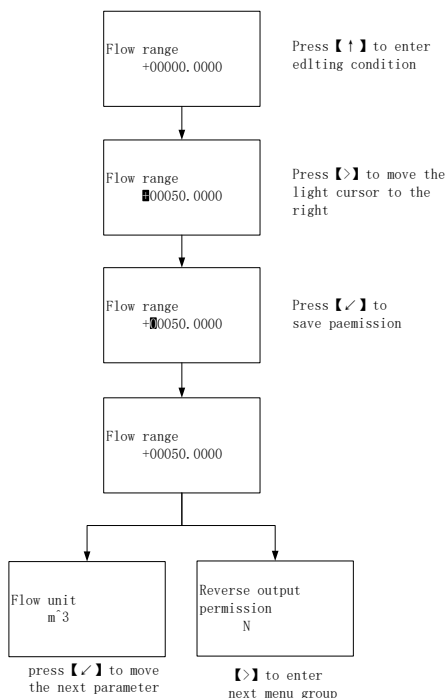 Flow range
+00000.0000
Press【↑】to enter
edlting condition
Flow range
+00050.0000
Press【>】to move the
light cursor to the
right
Flow range
+00050.0000
Press【↙】to
save paemission
Flow range
+00050.0000
Flow unit
m^3
press【↙】to move
the next parameter
Reverse output
permission
N
【>】to enter
next menu group